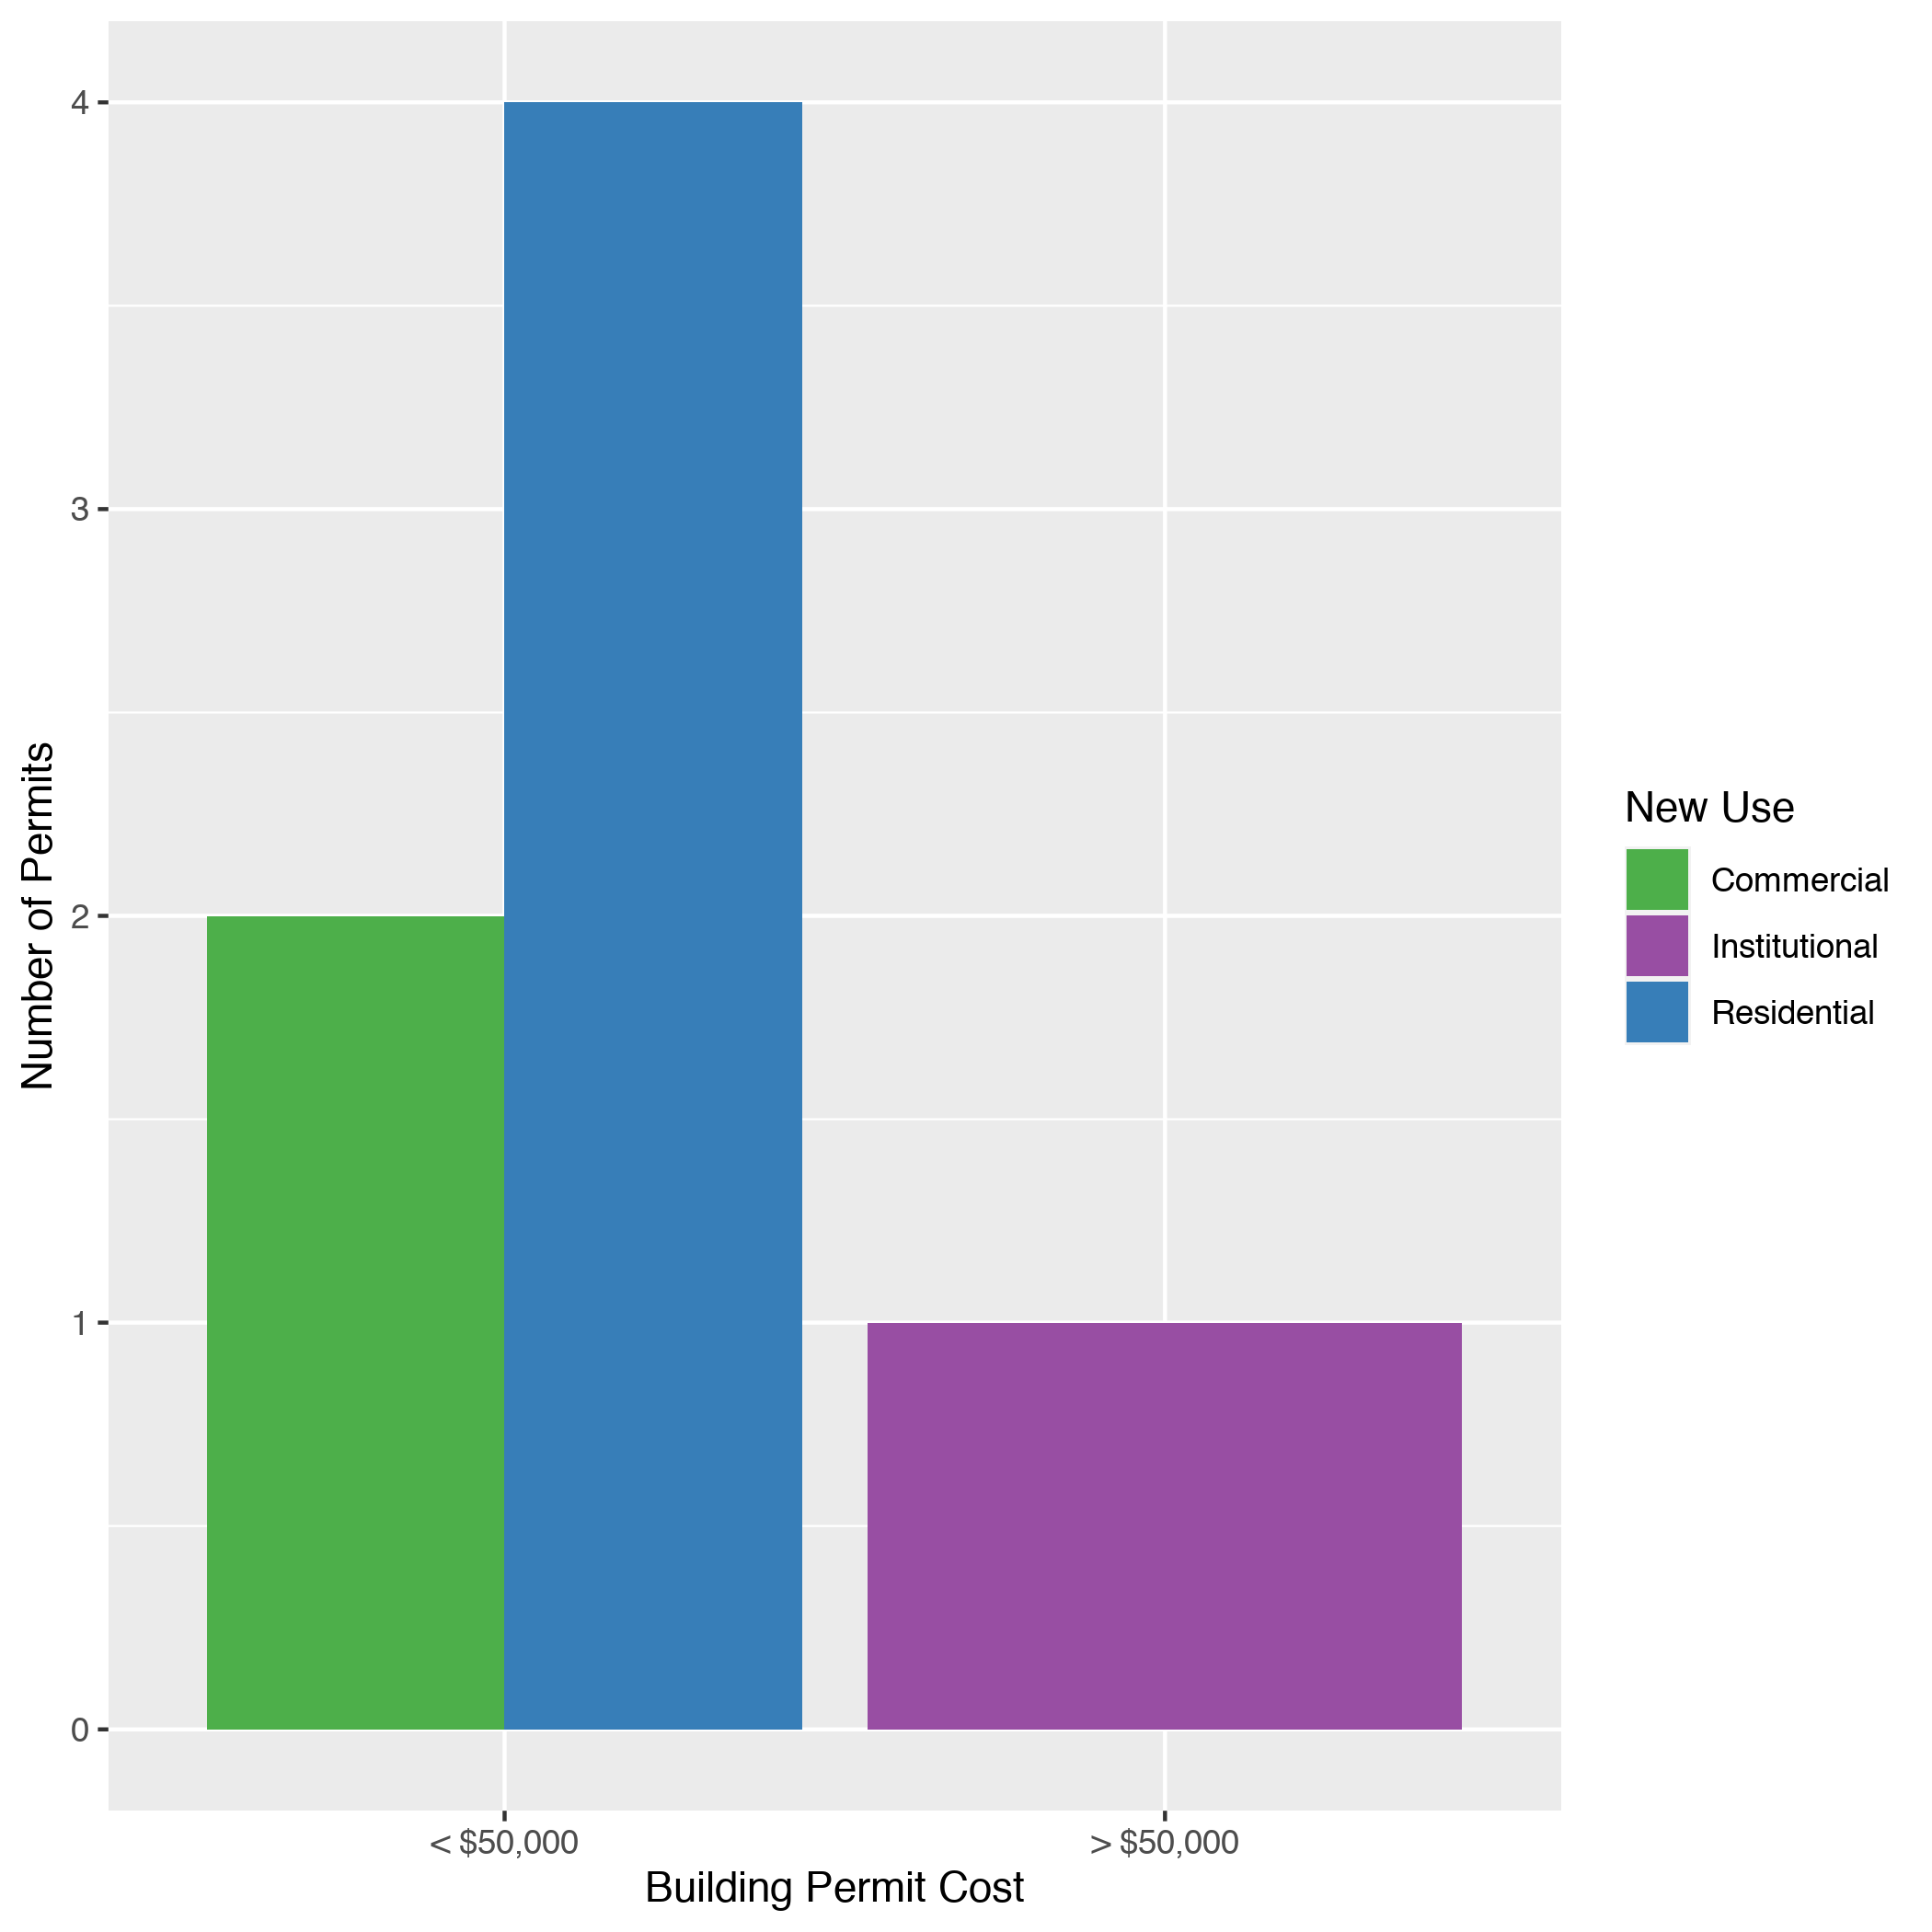 4
3
2
1
0
Number of Permits
< $50,000
> $50,000
Building Permit Cost
New Use
Commercial
Institutional
Residential